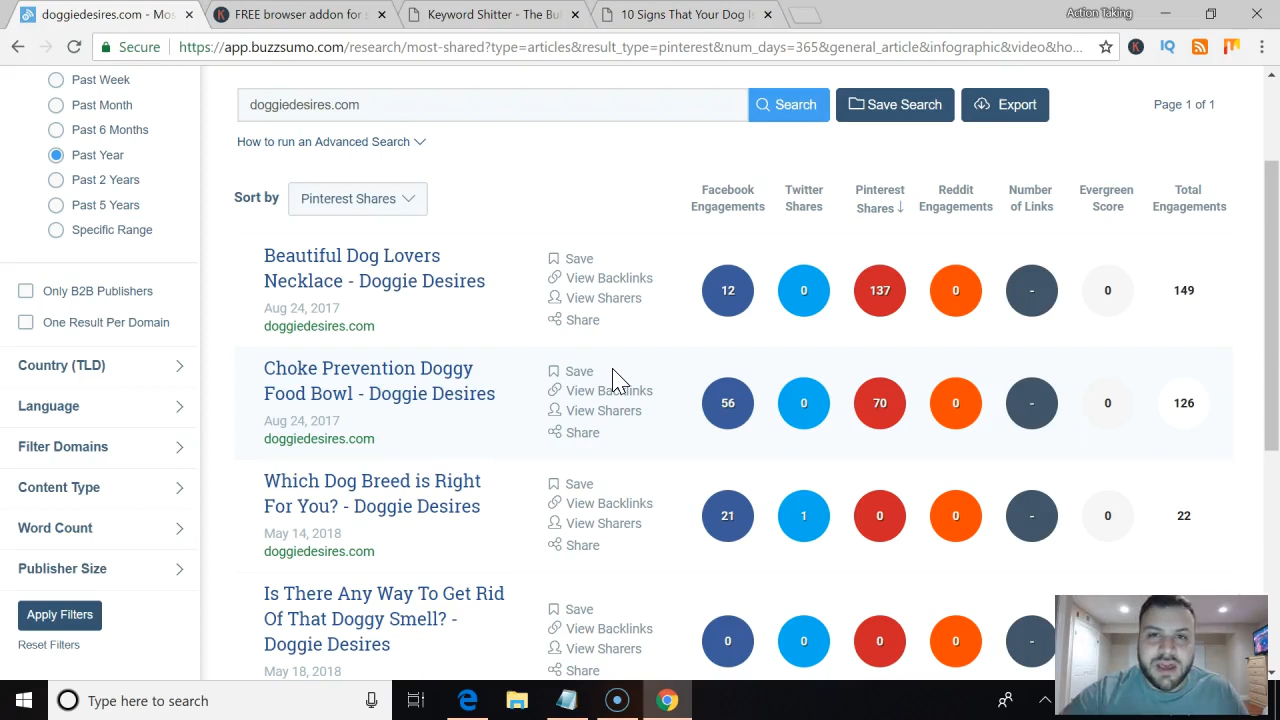 doggiedesires.com - Mos
FREE browser addon for
Keyword Shitter - The Bul
10 Signs That Your Dog I
Action Taking
Secure
https://app.buzzsumo.com/research/most-shared?type=articles&result_type=pinterest&num_days=365&general_article&infographic&video&ho...
Past Week
Past Month
Past 6 Months
Past Year
Past 2 Years
Past 5 Years
Specific Range
Only B2B Publishers
One Result Per Domain
Country (TLD)
Language
Filter Domains
Content Type
Word Count
Publisher Size
Apply Filters
Reset Filters
doggiedesires.com
Search
Save Search
Export
Page 1 of 1
How to run an Advanced Search
Sort by
Pinterest Shares
Facebook
Engagements
Twitter
Shares
Pinterest
Shares↓
Reddit
Engagements
Number
of Links
Evergreen
Score
Total
Engagements
Beautiful Dog Lovers
Necklace - Doggie Desires
Aug 24, 2017
doggiedesires.com
Save
View Backlinks
View Sharers
Share
12
0
137
0
-
0
149
Choke Prevention Doggy
Food Bowl - Doggie Desires
Aug 24, 2017
doggiedesires.com
Save
View Backlinks
View Sharers
Share
56
0
70
0
-
0
126
Which Dog Breed is Right
For You? - Doggie Desires
May 14, 2018
doggiedesires.com
Save
View Backlinks
View Sharers
Share
21
1
0
0
-
0
22
Is There Any Way To Get Rid
Of That Doggy Smell? -
Doggie Desires
May 18, 2018
Save
View Backlinks
View Sharers
Share
0
0
0
0
-
Type here to search